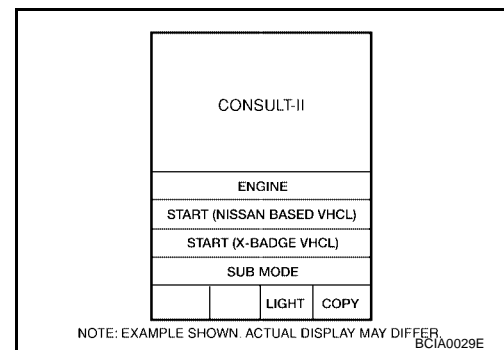 CONSULT-II
ENGINE
START (NISSAN BASED VHCL)
START (X-BADGE VHCL)
SUB MODE
LIGHT COPY
NOTE: EXAMPLE SHOWN. ACTUAL DISPLAY MAY DIFFER.
BCIA0029E